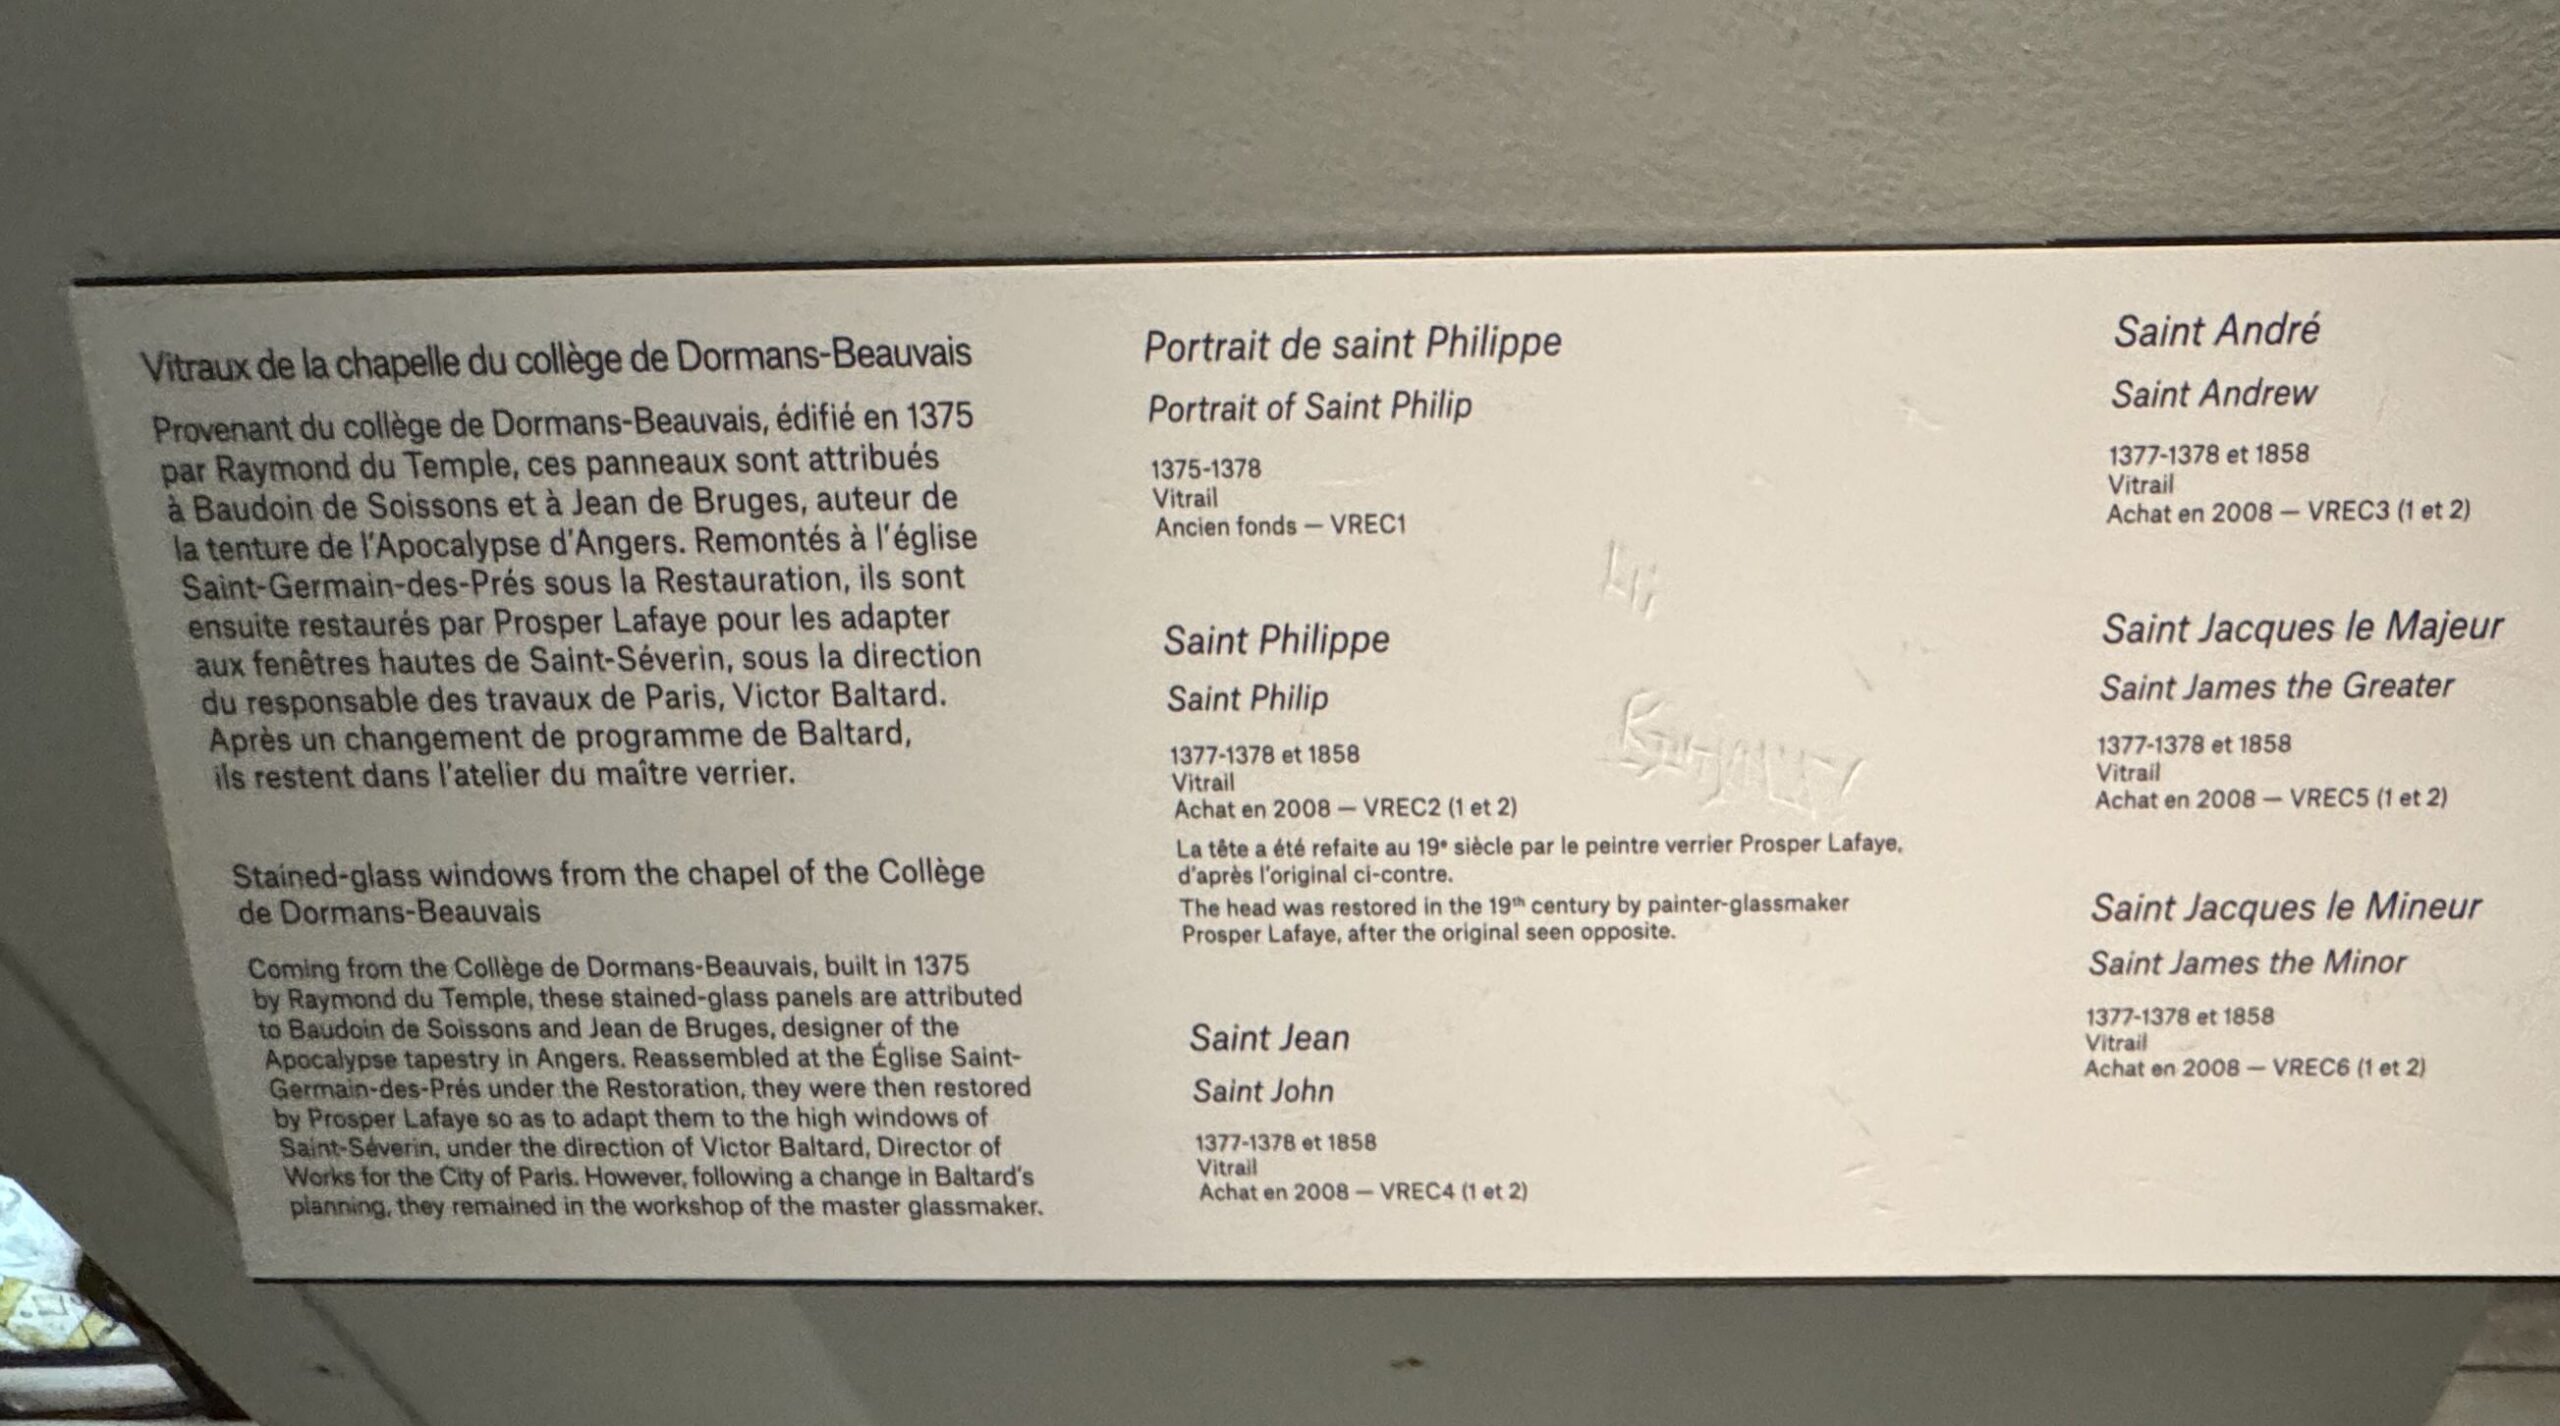 Vitraux de la chapelle du collège de Dormans-Beauvais
Provenant du collège de Dormans-Beauvais, édifié en 1375
par Raymond du Temple, ces panneaux sont attribués
à Baudoin de Soissons et à Jean de Bruges, auteur de
la tenture de l'Apocalypse d'Angers. Remontés à l'église
Saint-Germain-des-Prés sous la Restauration, ils sont
ensuite restaurés par Prosper Lafaye pour les adapter
aux fenêtres hautes de Saint-Séverin, sous la direction
du responsable des travaux de Paris, Victor Baltard.
Après un changement de programme de Baltard,
ils restent dans l'atelier du maître verrier.
Stained-glass windows from the chapel of the Collège
de Dormans-Beauvais
Coming from the Collège de Dormans-Beauvais, built in 1375
by Raymond du Temple, these stained-glass panels are attributed
to Baudoin de Soissons and Jean de Bruges, designer of the
Apocalypse tapestry in Angers. Reassembled at the Église Saint-
Germain-des-Prés under the Restoration, they were then restored
by Prosper Lafaye so as to adapt them to the high windows of
Saint-Séverin, under the direction of Victor Baltard, Director of
Works for the City of Paris. However, following a change in Baltard's
planning, they remained in the workshop of the master glassmaker.
Portrait de saint Philippe
Portrait of Saint Philip
1375-1378
Vitrail
Ancien fonds — VREC1
Saint Philippe
Saint Philip
1377-1378 et 1858
Vitrail
Achat en 2008 — VREC2 (1 et 2)
La tête a été refaite au 19e siècle par le peintre verrier Prosper Lafaye,
d'après l'original ci-contre.
The head was restored in the 19th century by painter-glassmaker
Prosper Lafaye, after the original seen opposite.
Saint Jean
Saint John
1377-1378 et 1858
Vitrail
Achat en 2008 — VREC4 (1 et 2)
Saint André
Saint Andrew
1377-1378 et 1858
Vitrail
Achat en 2008 — VREC3 (1 et 2)
Saint Jacques le Majeur
Saint James the Greater
1377-1378 et 1858
Vitrail
Achat en 2008 — VREC5 (1 et 2)
Saint Jacques le Mineur
Saint James the Minor
1377-1378 et 1858
Vitrail
Achat en 2008 — VREC6 (1 et 2)